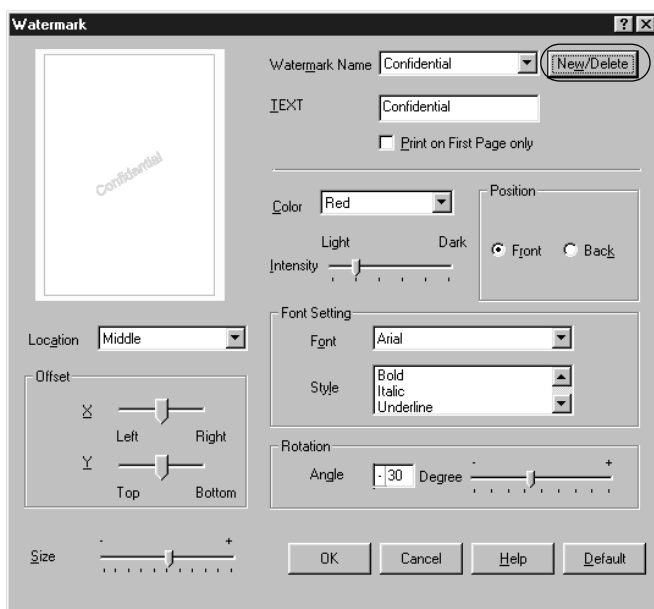 Watermark
Confidential
Watermark Name Confidential New/Delete
TEXT Confidential
Print on First Page only
Color Red
Light Dark
Intensity
Position
Front Back
Location Middle
Offset
X
Left Right
Y
Top Bottom
Size - +
Font Setting
Font Arial
Style Bold
Italic
Underline
Rotation
Angle - 30 Degree - +
OK Cancel Help Default